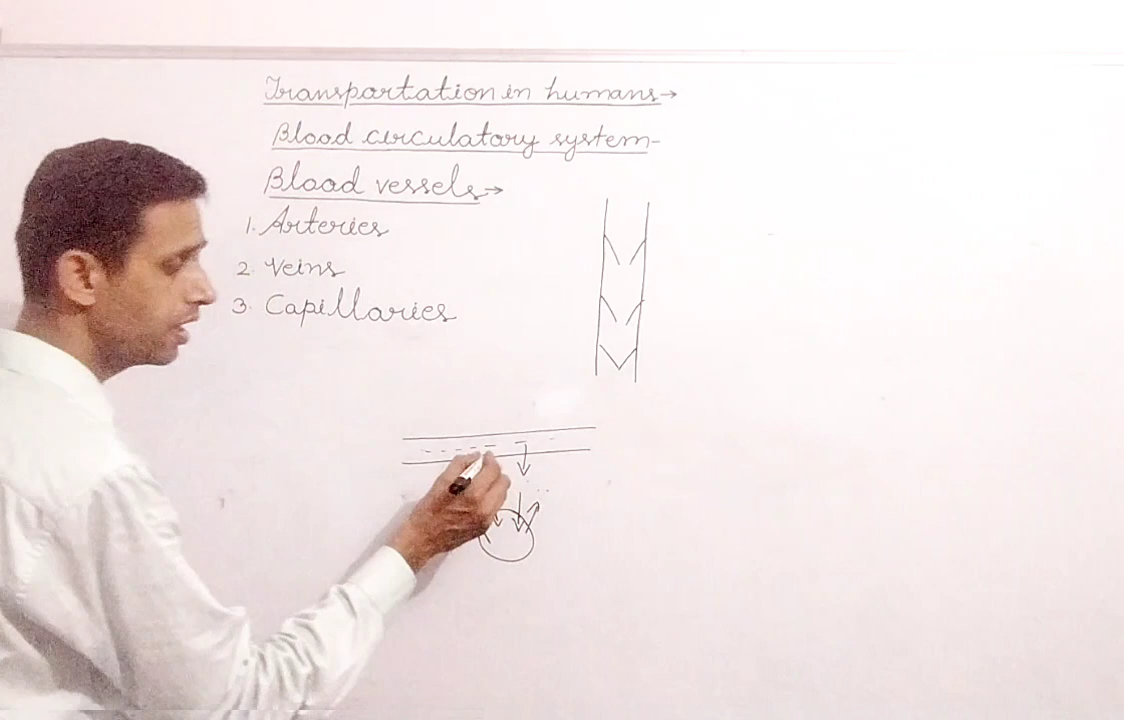 Transportation in humans→
Blood circulatory system-
Blood vessels→
1. Arteries
2. Veins
3. Capillaries